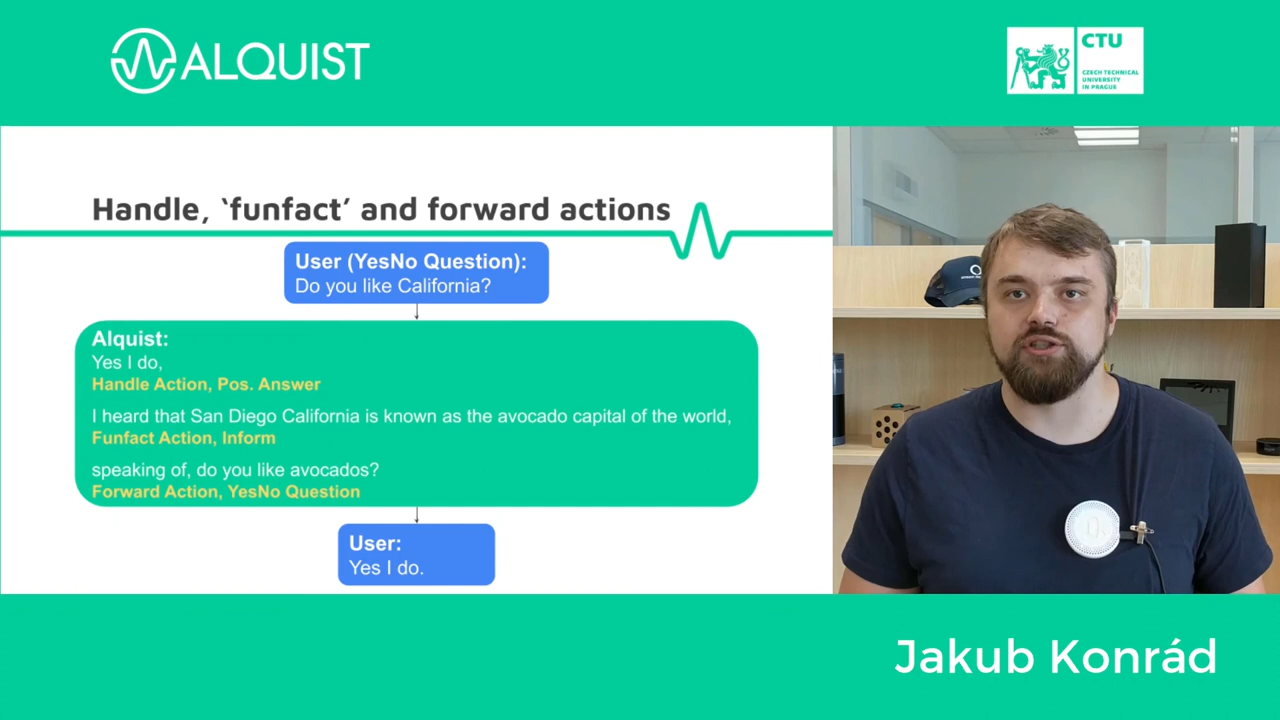 ALQUIST
CTU
CZECH TECHNICAL
UNIVERSITY
IN PRAGUE
Handle, ‘funfact’ and forward actions
User (YesNo Question):
Do you like California?
Alquist:
Yes I do,
Handle Action, Pos. Answer
I heard that San Diego California is known as the avocado capital of the world,
Funfact Action, Inform
speaking of, do you like avocados?
Forward Action, YesNo Question
User:
Yes I do.
Jakub Konrád